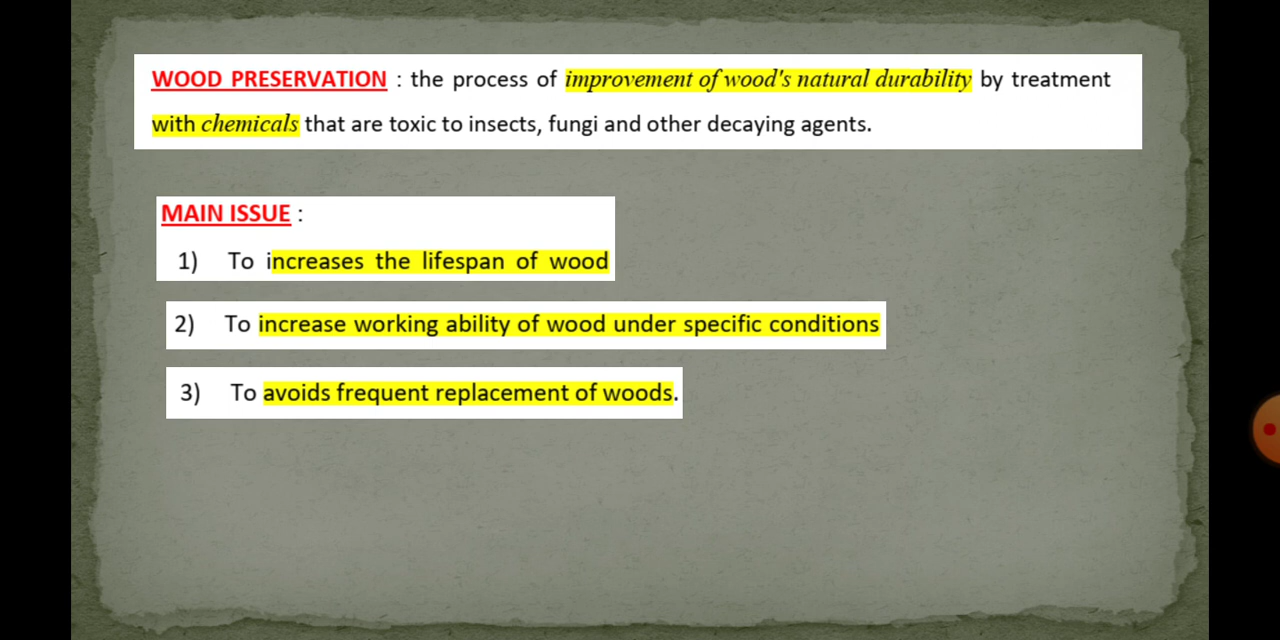 WOOD PRESERVATION : the process of improvement of wood's natural durability by treatment
with chemicals that are toxic to insects, fungi and other decaying agents.
MAIN ISSUE :
1) To increases the lifespan of wood
2) To increase working ability of wood under specific conditions
3) To avoids frequent replacement of woods.